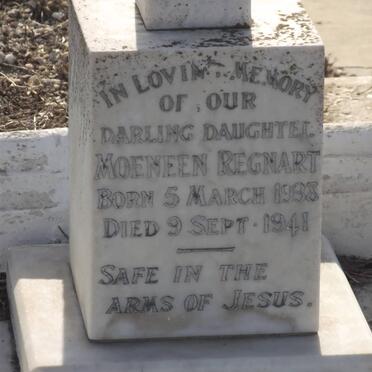 IN LOVING MEMORY
OF OUR
DARLING DAUGHTER
MOENEEN REGNART
BORN 5 MARCH 1938
DIED 9 SEPT. 1941
SAFE IN THE
ARMS OF JESUS.